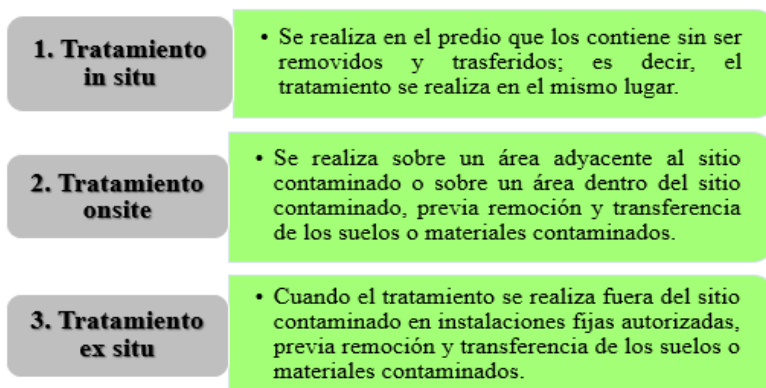 1. Tratamiento
in situ
• Se realiza en el predio que los contiene sin ser
removidos y trasferidos; es decir, el
tratamiento se realiza en el mismo lugar.
2. Tratamiento
onsite
• Se realiza sobre un área adyacente al sitio
contaminado o sobre un área dentro del sitio
contaminado, previa remoción y transferencia
de los suelos o materiales contaminados.
3. Tratamiento
ex situ
• Cuando el tratamiento se realiza fuera del sitio
contaminado en instalaciones fijas autorizadas,
previa remoción y transferencia de los suelos o
materiales contaminados.